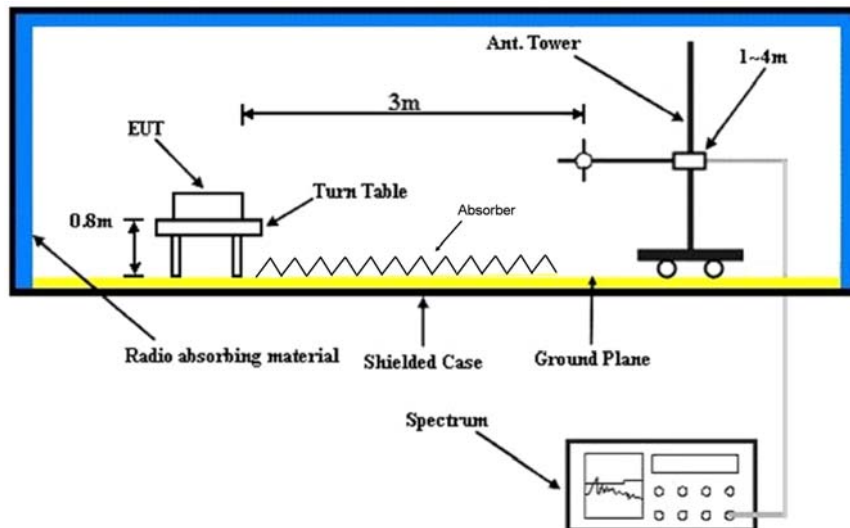 Ant. Tower
1~4m
3m
EUT
Turn Table
0.8m
Absorber
Radio absorbing material
Shielded Case
Ground Plane
Spectrum